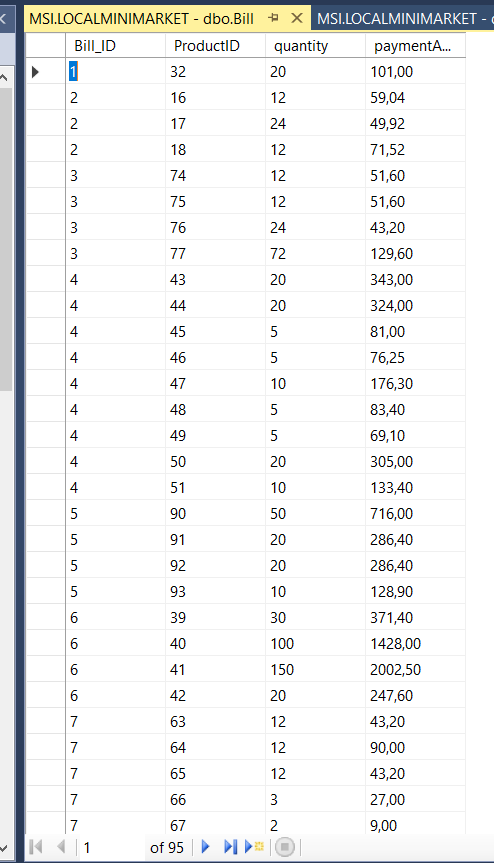 MSI.LOCALMINIMARKET - dbo.Bill MSI.LOCALMINIMARKET -
Bill_ID ProductID quantity paymentA...
1 32 20 101,00
2 16 12 59,04
2 17 24 49,92
2 18 12 71,52
3 74 12 51,60
3 75 12 51,60
3 76 24 43,20
3 77 72 129,60
4 43 20 343,00
4 44 20 324,00
4 45 5 81,00
4 46 5 76,25
4 47 10 176,30
4 48 5 83,40
4 49 5 69,10
4 50 20 305,00
4 51 10 133,40
5 90 50 716,00
5 91 20 286,40
5 92 20 286,40
5 93 10 128,90
6 39 30 371,40
6 40 100 1428,00
6 41 150 2002,50
6 42 20 247,60
7 63 12 43,20
7 64 12 90,00
7 65 12 43,20
7 66 3 27,00
7 67 2 9,00
1 of 95